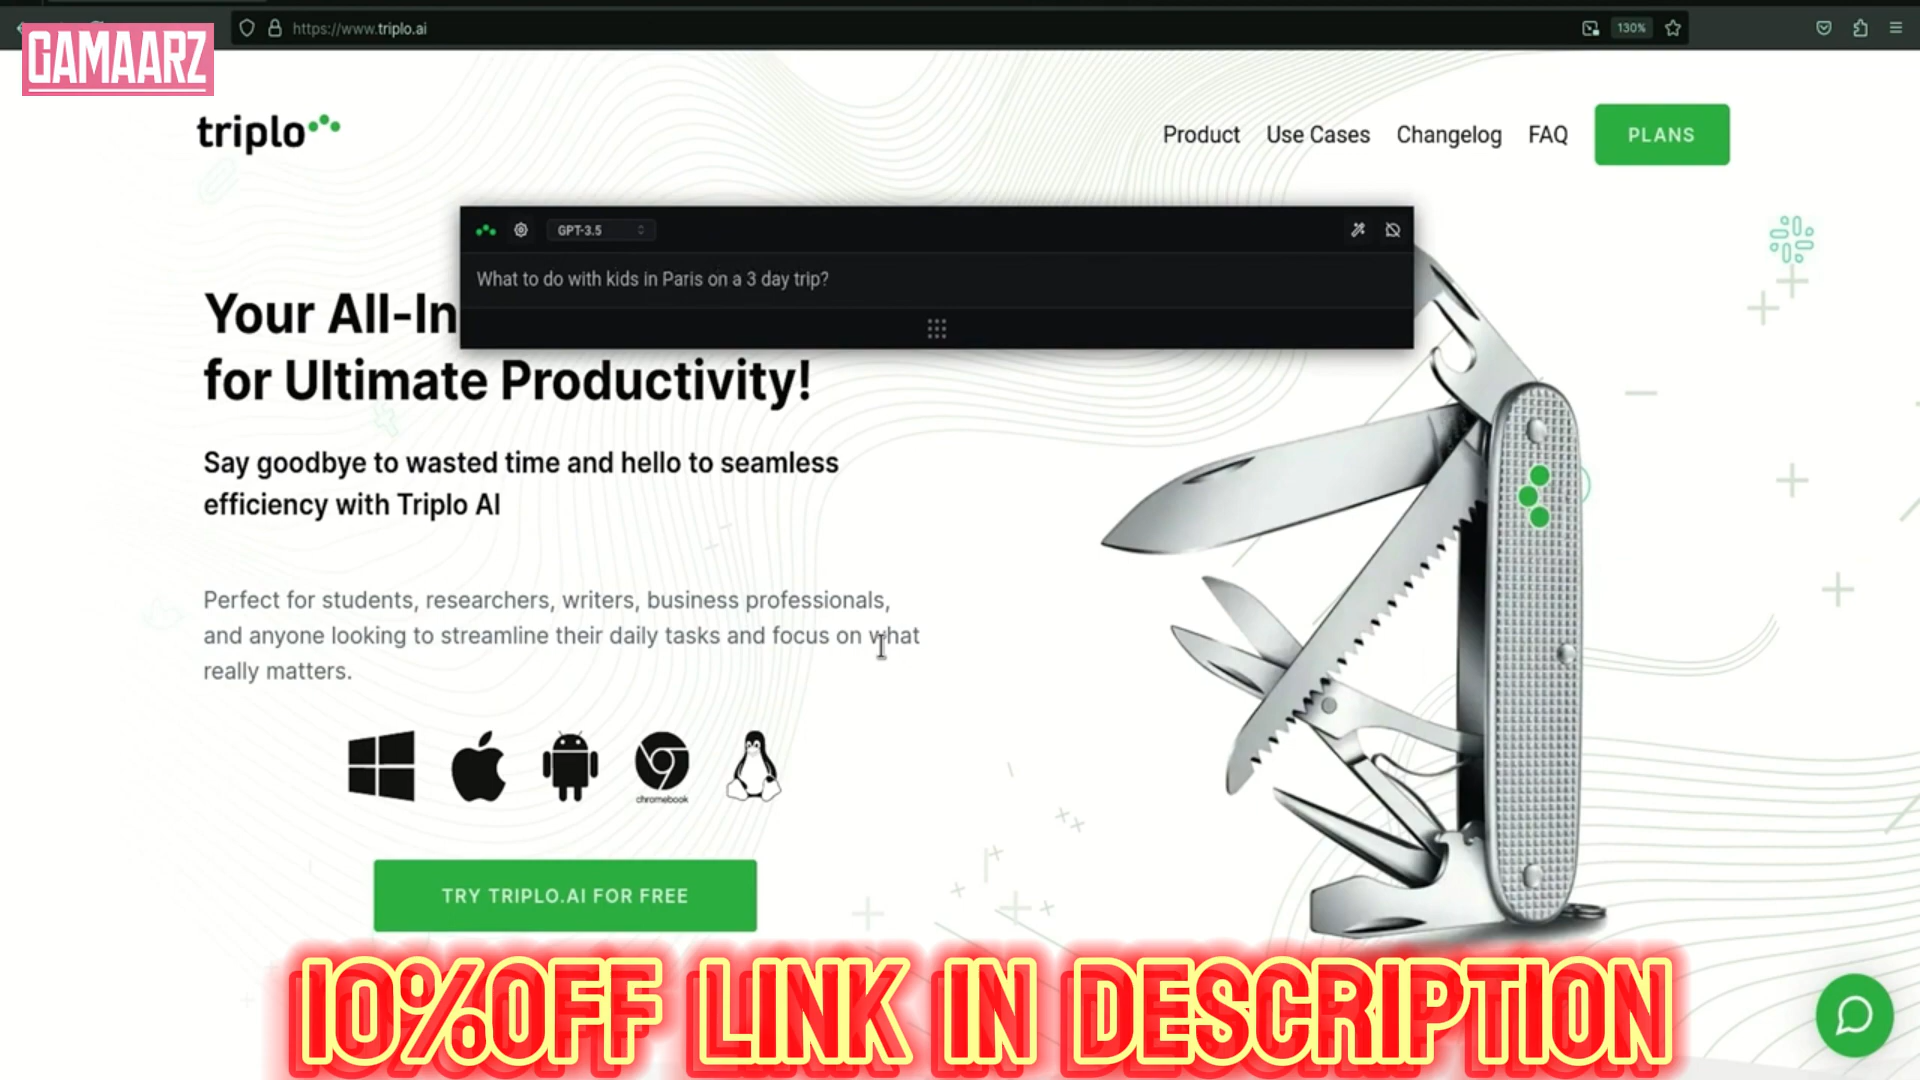 GAMAARZ
https://www.triplo.ai
130%
triplo
Product Use Cases Changelog FAQ PLANS
GPT-3.5
What to do with kids in Paris on a 3 day trip?
Your All-In
for Ultimate Productivity!
Say goodbye to wasted time and hello to seamless
efficiency with Triplo AI
Perfect for students, researchers, writers, business professionals,
and anyone looking to streamline their daily tasks and focus on what
really matters.
chromebook
TRY TRIPLO.AI FOR FREE
10%OFF LINK IN DESCRIPTION